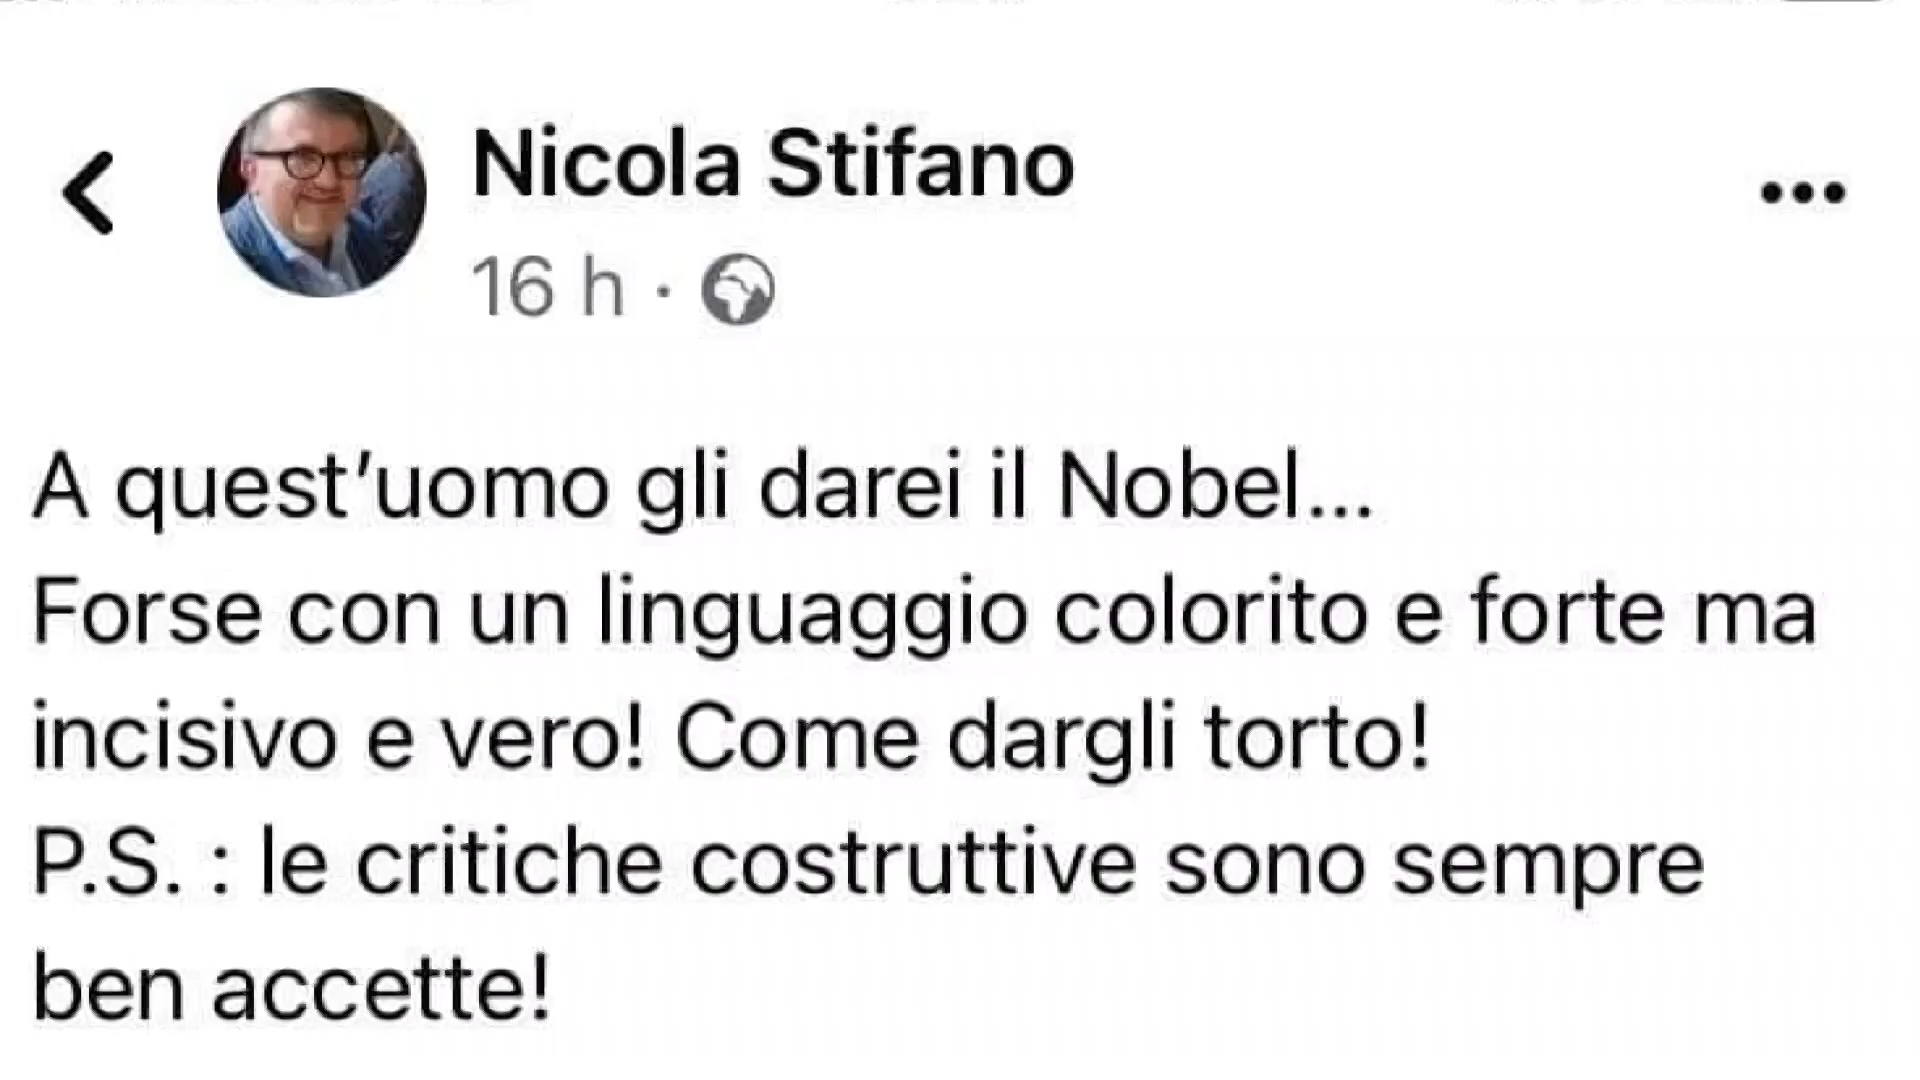 Nicola Stifano
16 h ·
A quest'uomo gli darei il Nobel...
Forse con un linguaggio colorito e forte ma
incisivo e vero! Come dargli torto!
P.S. : le critiche costruttive sono sempre
ben accette!